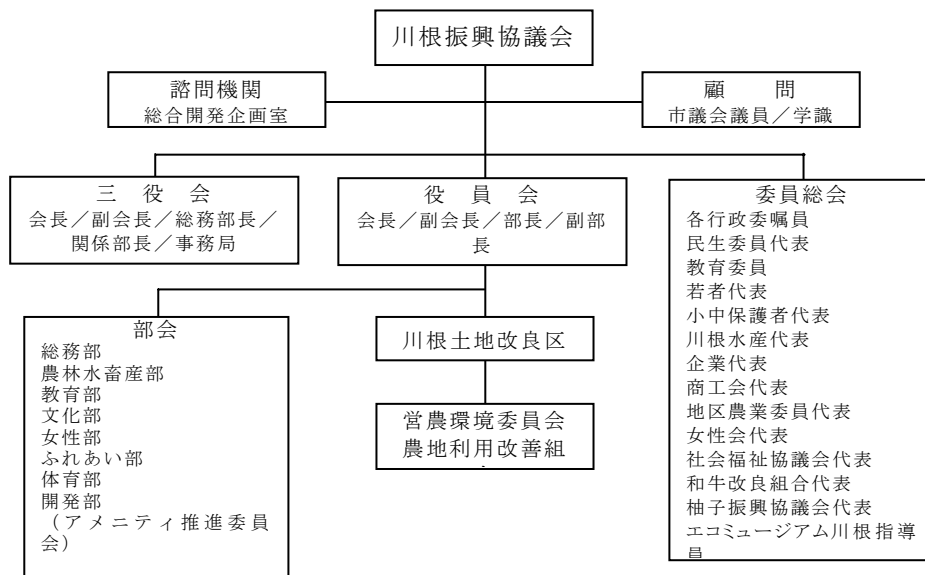 川根振興協議会
諮問機関
総合開発企画室
顧　問
市議会議員／学識
三　役　会
会長／副会長／総務部長／
関係部長／事務局
役　員　会
会長／副会長／部長／副部
長
委員総会
各行政委嘱員
民生委員代表
教育委員
若者代表
小中保護者代表
川根水産代表
企業代表
商工会代表
地区農業委員代表
女性会代表
社会福祉協議会代表
和牛改良組合代表
柚子振興協議会代表
エコミュージアム川根指導
員
部会
総務部
農林水畜産部
教育部
文化部
女性部
ふれあい部
体育部
開発部
（アメニティ推進委員
会）
川根土地改良区
営農環境委員会
農地利用改善組